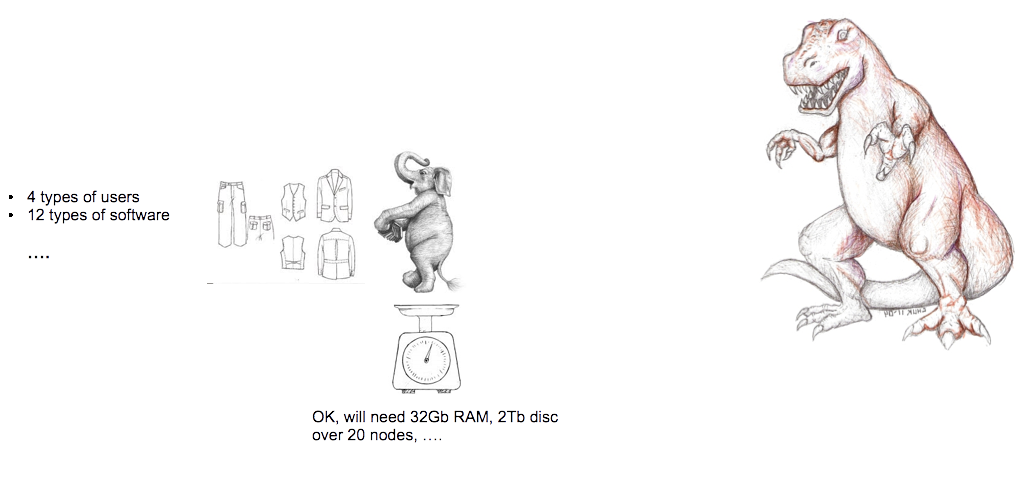 4 types of users
12 types of software
....
OK, will need 32Gb RAM, 2Tb disc
over 20 nodes, ....